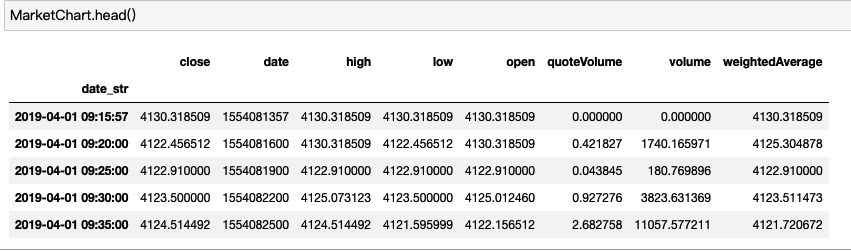 MarketChart.head()
close date high low open quoteVolume volume weightedAverage
date_str
2019-04-01 09:15:57 4130.318509 1554081357 4130.318509 4130.318509 4130.318509 0.000000 0.000000 4130.318509
2019-04-01 09:20:00 4122.456512 1554081600 4130.318509 4122.456512 4130.318509 0.421827 1740.165971 4125.304878
2019-04-01 09:25:00 4122.910000 1554081900 4122.910000 4122.910000 4122.910000 0.043845 180.769896 4122.910000
2019-04-01 09:30:00 4123.500000 1554082200 4125.073123 4123.500000 4125.012460 0.927276 3823.631369 4123.511473
2019-04-01 09:35:00 4124.514492 1554082500 4124.514492 4121.595999 4122.156512 2.682758 11057.577211 4121.720672